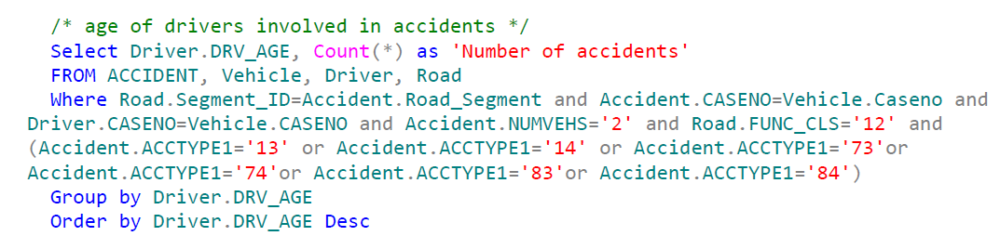 /* age of drivers involved in accidents */
Select Driver.DRV_AGE, Count(*) as 'Number of accidents'
FROM ACCIDENT, Vehicle, Driver, Road
Where Road.Segment_ID=Accident.Road_Segment and Accident.CASENO=Vehicle.Caseno and
Driver.CASENO=Vehicle.CASENO and Accident.NUMVEHS='2' and Road.FUNC_CLS='12' and
(Accident.ACCTYPE1='13' or Accident.ACCTYPE1='14' or Accident.ACCTYPE1='73'or
Accident.ACCTYPE1='74'or Accident.ACCTYPE1='83'or Accident.ACCTYPE1='84')
Group by Driver.DRV_AGE
Order by Driver.DRV_AGE Desc